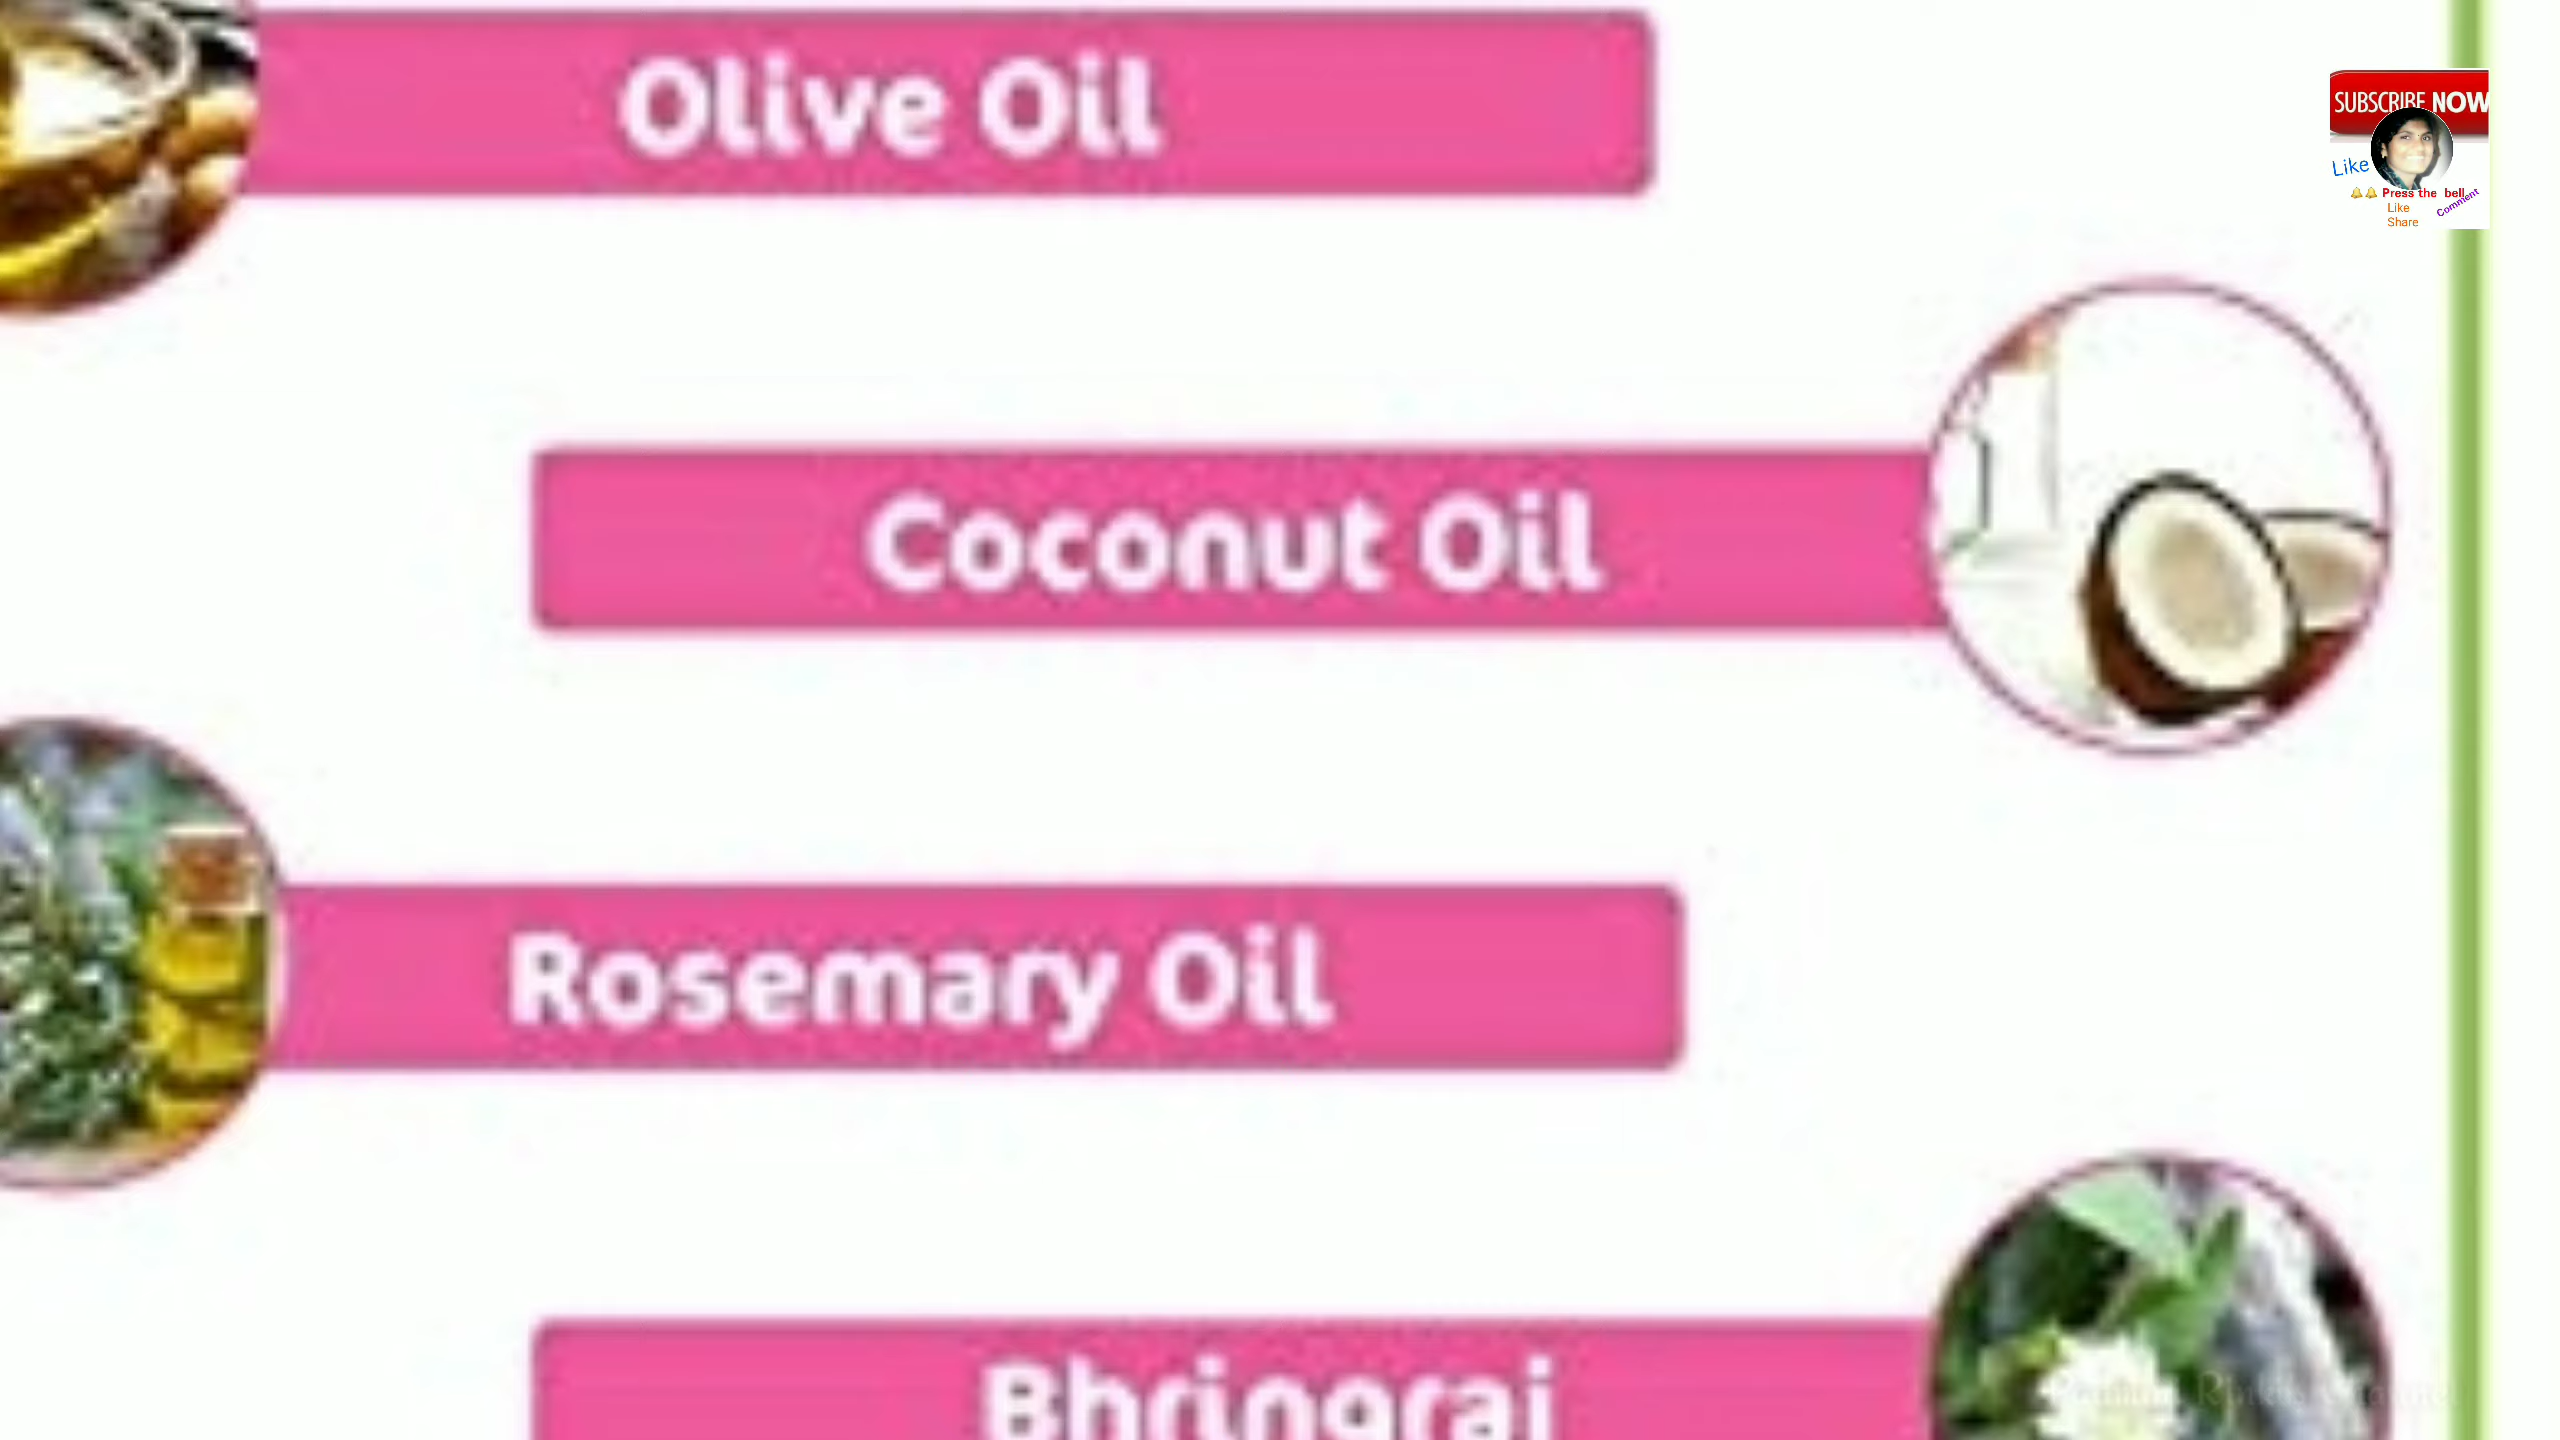 Olive Oil
SUBSCRIBE NOW
Like
🔔🔔 Press the bell
Comment
Like
Share
Coconut Oil
Rosemary Oil
Bhringraj